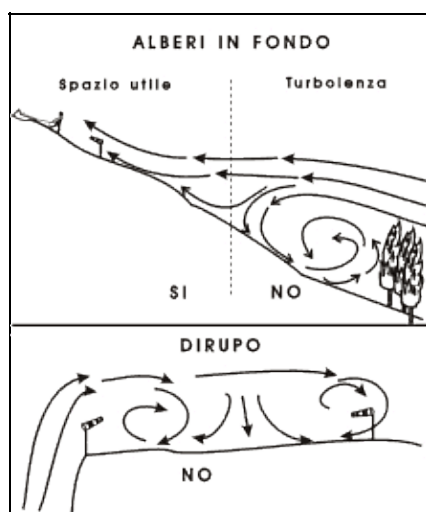 ALBERI IN FONDO
Spazio utile
Turbolenza
SI
NO
DIRUPO
NO